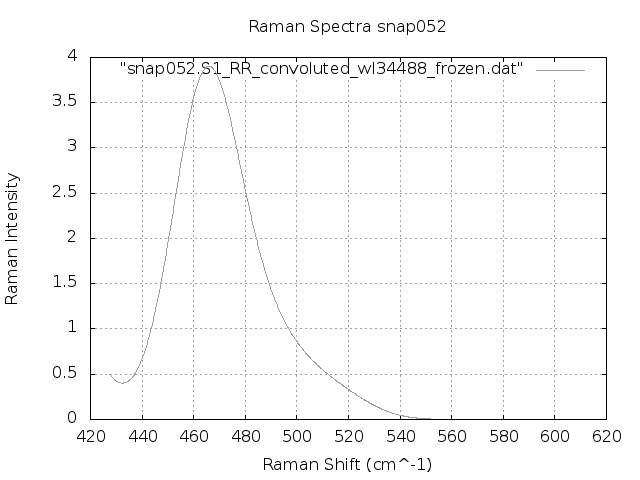 Raman Spectra snap052
"snap052.S1_RR_convoluted_wl34488_frozen.dat"
4
3.5
3
2.5
2
1.5
1
0.5
0
Raman Intensity
420 440 460 480 500 520 540 560 580 600 620
Raman Shift (cm^-1)